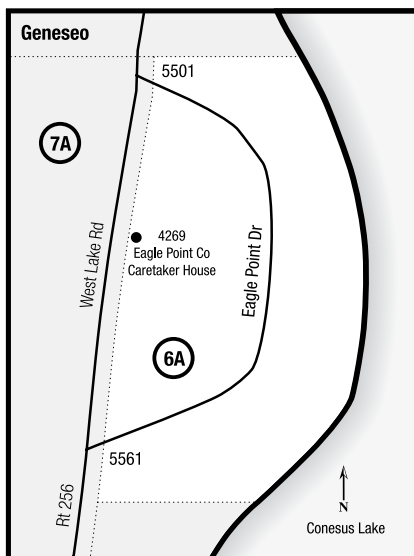 Geneseo
5501
7A
West Lake Rd
4269
Eagle Point Co
Caretaker House
Eagle Point Dr
6A
5561
Rt 256
N
Conesus Lake